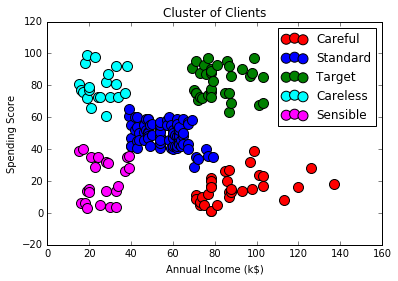 Cluster of Clients
120
100
80
60
40
20
0
−20
Spending Score
Careful
Standard
Target
Careless
Sensible
0 20 40 60 80 100 120 140 160
Annual Income (k$)